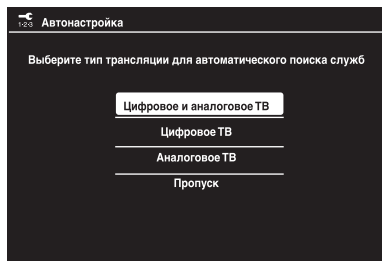 1-2-3 Автонастройка
Выберите тип трансляции для автоматического поиска служб
Цифровое и аналоговое ТВ
Цифровое ТВ
Аналоговое ТВ
Пропуск